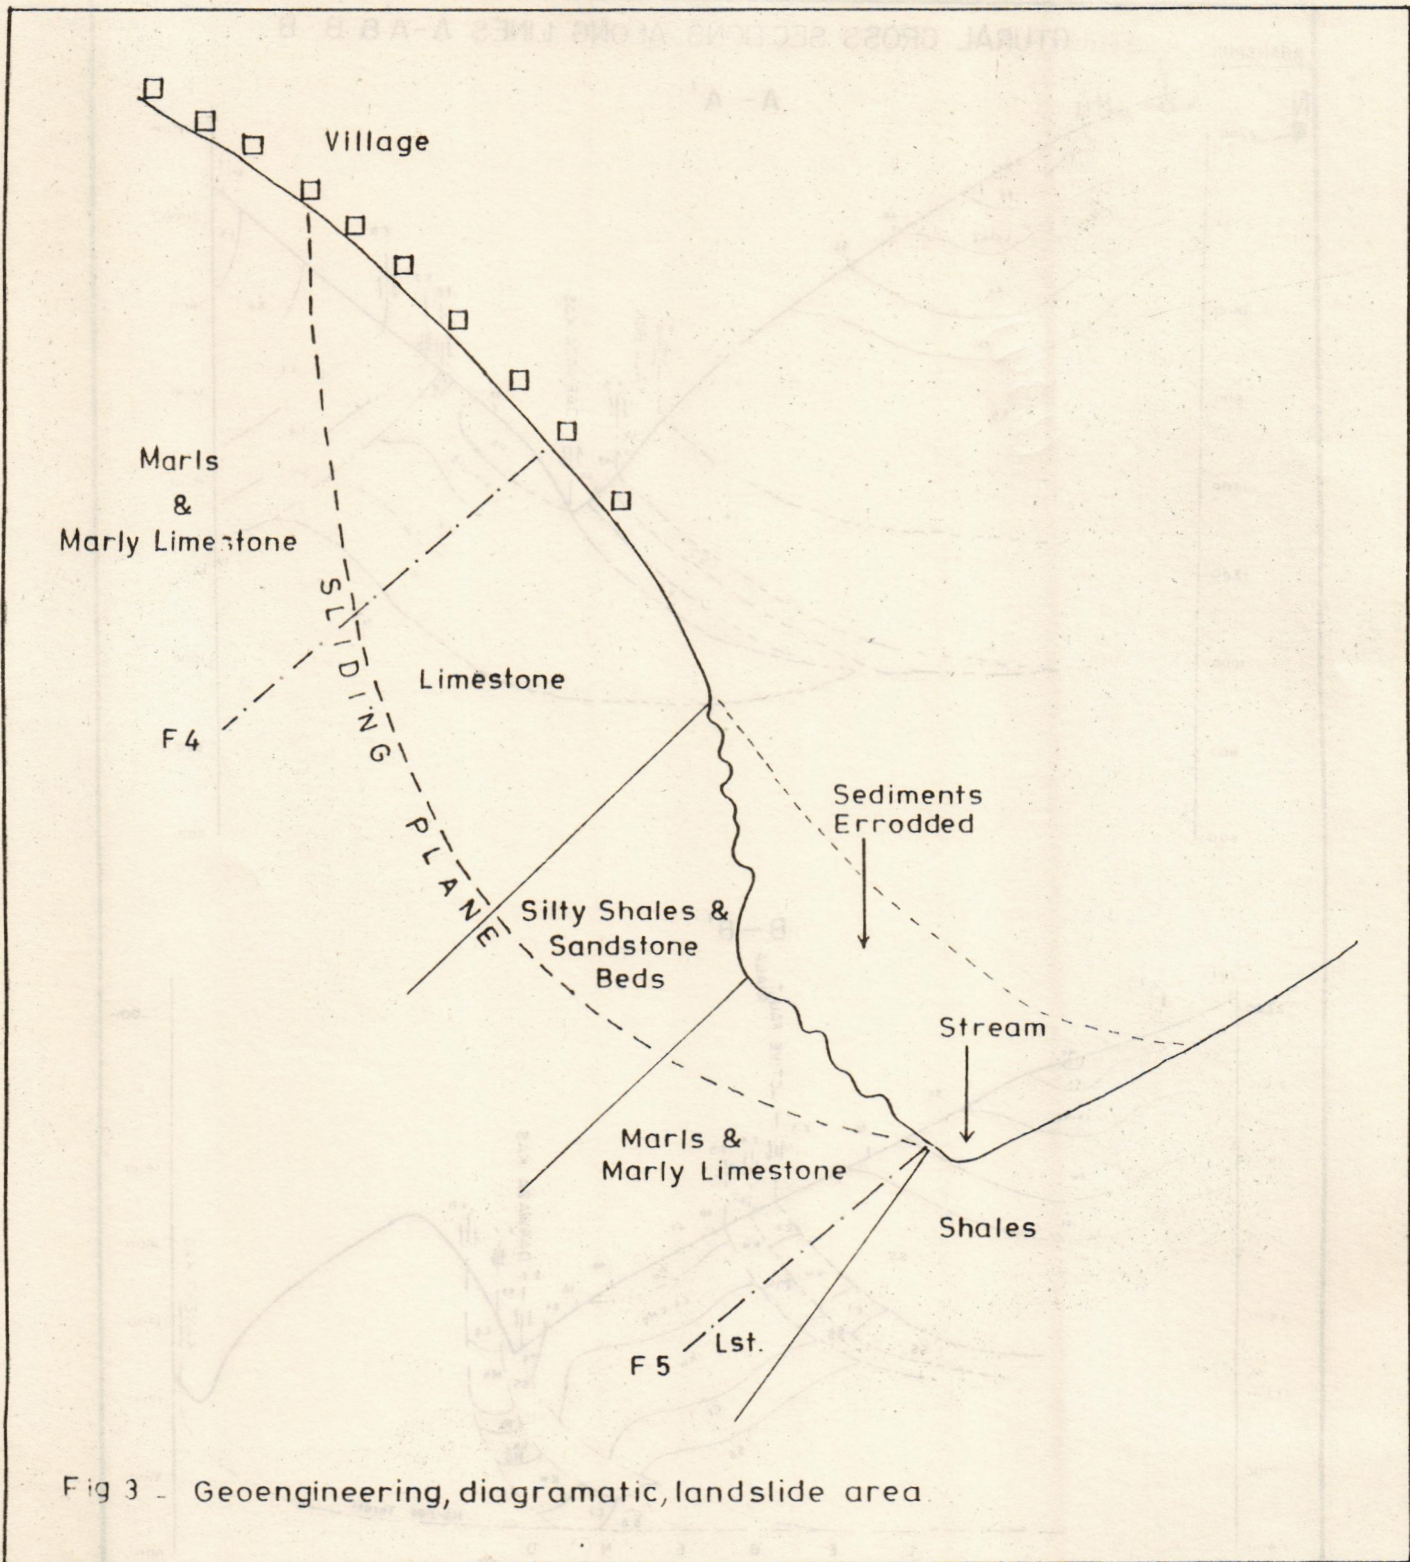 Village
Marls
&
Marly Limestone
SLIDING PLANE
Limestone
F4
Sediments
Errodded
Silty Shales &
Sandstone
Beds
Stream
Marls &
Marly Limestone
Shales
Lst.
F5
Fig 3 - Geoengineering, diagramatic, landslide area